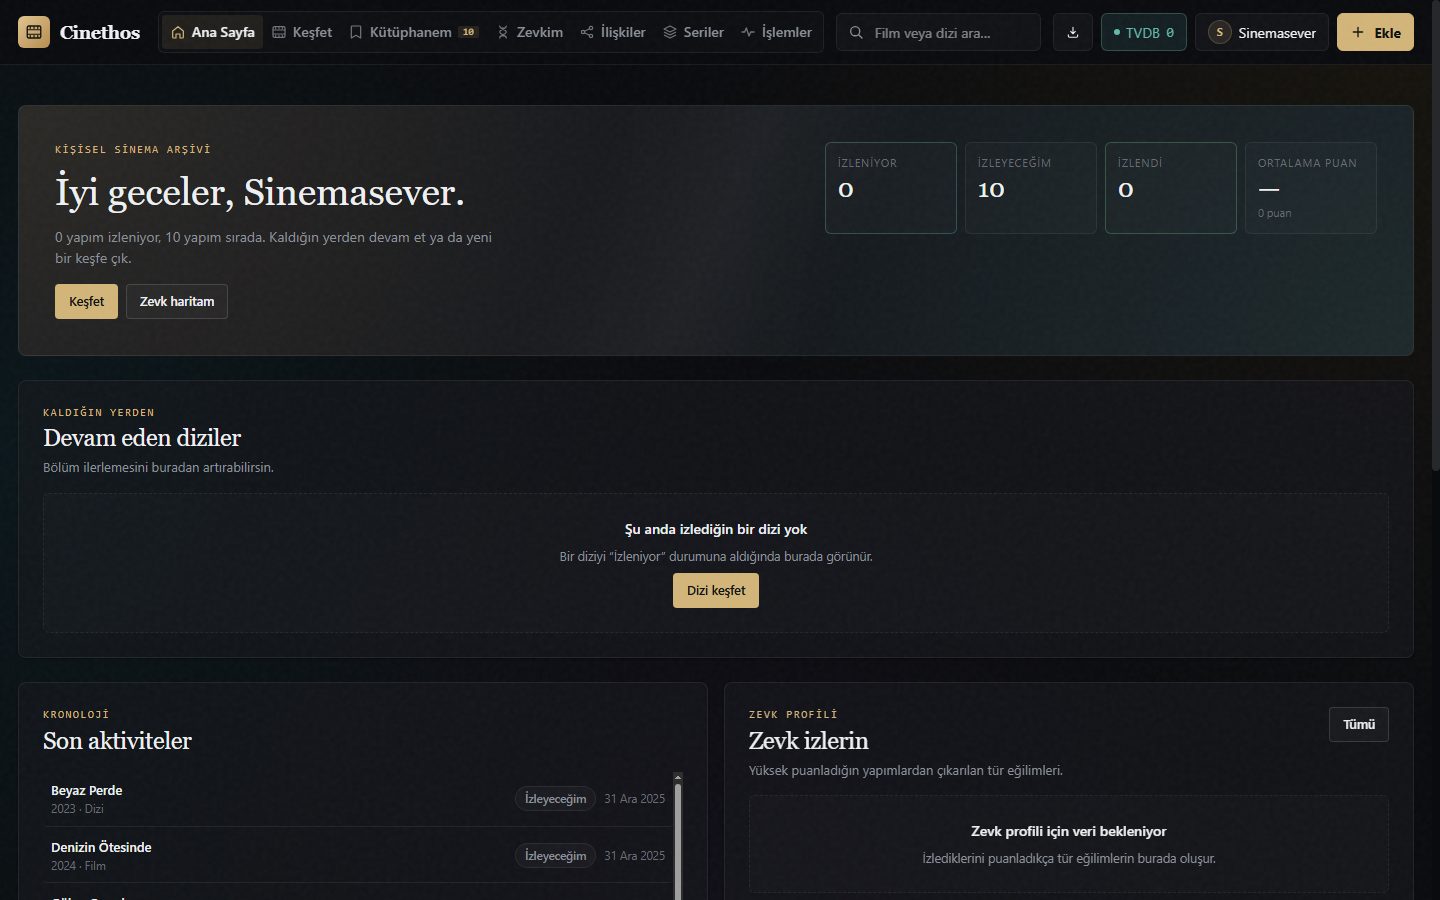 Cinethos
Ana Sayfa
Keşfet
Kütüphanem 10
Zevkim
İlişkiler
Seriler
İşlemler
Film veya dizi ara...
TVDB 0
S Sinemasever
+ Ekle
KİŞİSEL SİNEMA ARŞİVİ
İyi geceler, Sinemasever.
0 yapım izleniyor, 10 yapım sırada. Kaldığın yerden devam et ya da yeni
bir keşfe çık.
Keşfet
Zevk haritam
İZLENİYOR
0
İZLEYECEĞİM
10
İZLENDİ
0
ORTALAMA PUAN
—
0 puan
KALDIĞIN YERDEN
Devam eden diziler
Bölüm ilerlemesini buradan artırabilirsin.
Şu anda izlediğin bir dizi yok
Bir diziyi “İzleniyor” durumuna aldığında burada görünür.
Dizi keşfet
KRONOLOJİ
Son aktiviteler
Beyaz Perde
2023 · Dizi
İzleyeceğim
31 Ara 2025
Denizin Ötesinde
2024 · Film
İzleyeceğim
31 Ara 2025
ZEVK PROFİLİ
Zevk izlerin
Tümü
Yüksek puanladığın yapımlardan çıkarılan tür eğilimleri.
Zevk profili için veri bekleniyor
İzlediklerini puanladıkça tür eğilimlerin burada oluşur.